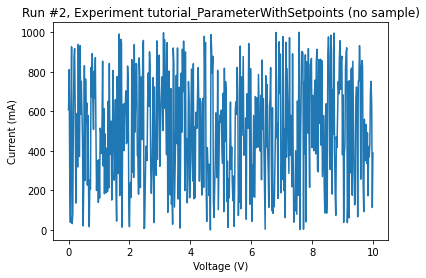 Run #2, Experiment tutorial_ParameterWithSetpoints (no sample)
1000
800
600
400
200
0
Current (mA)
0 2 4 6 8 10
Voltage (V)